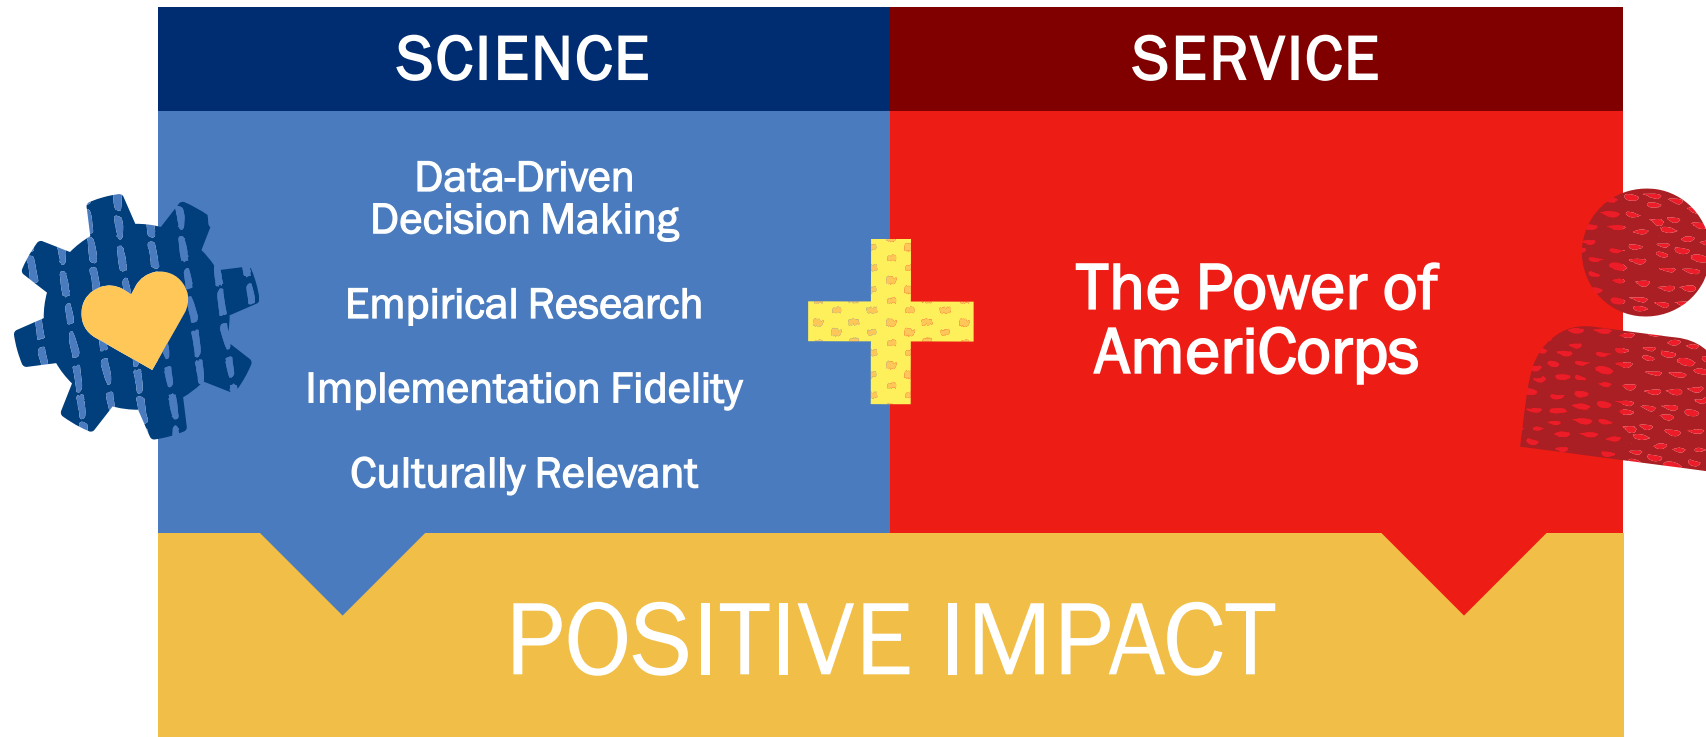 SCIENCE
Data-Driven
Decision Making
Empirical Research
Implementation Fidelity
Culturally Relevant
SERVICE
The Power of
AmeriCorps
POSITIVE IMPACT